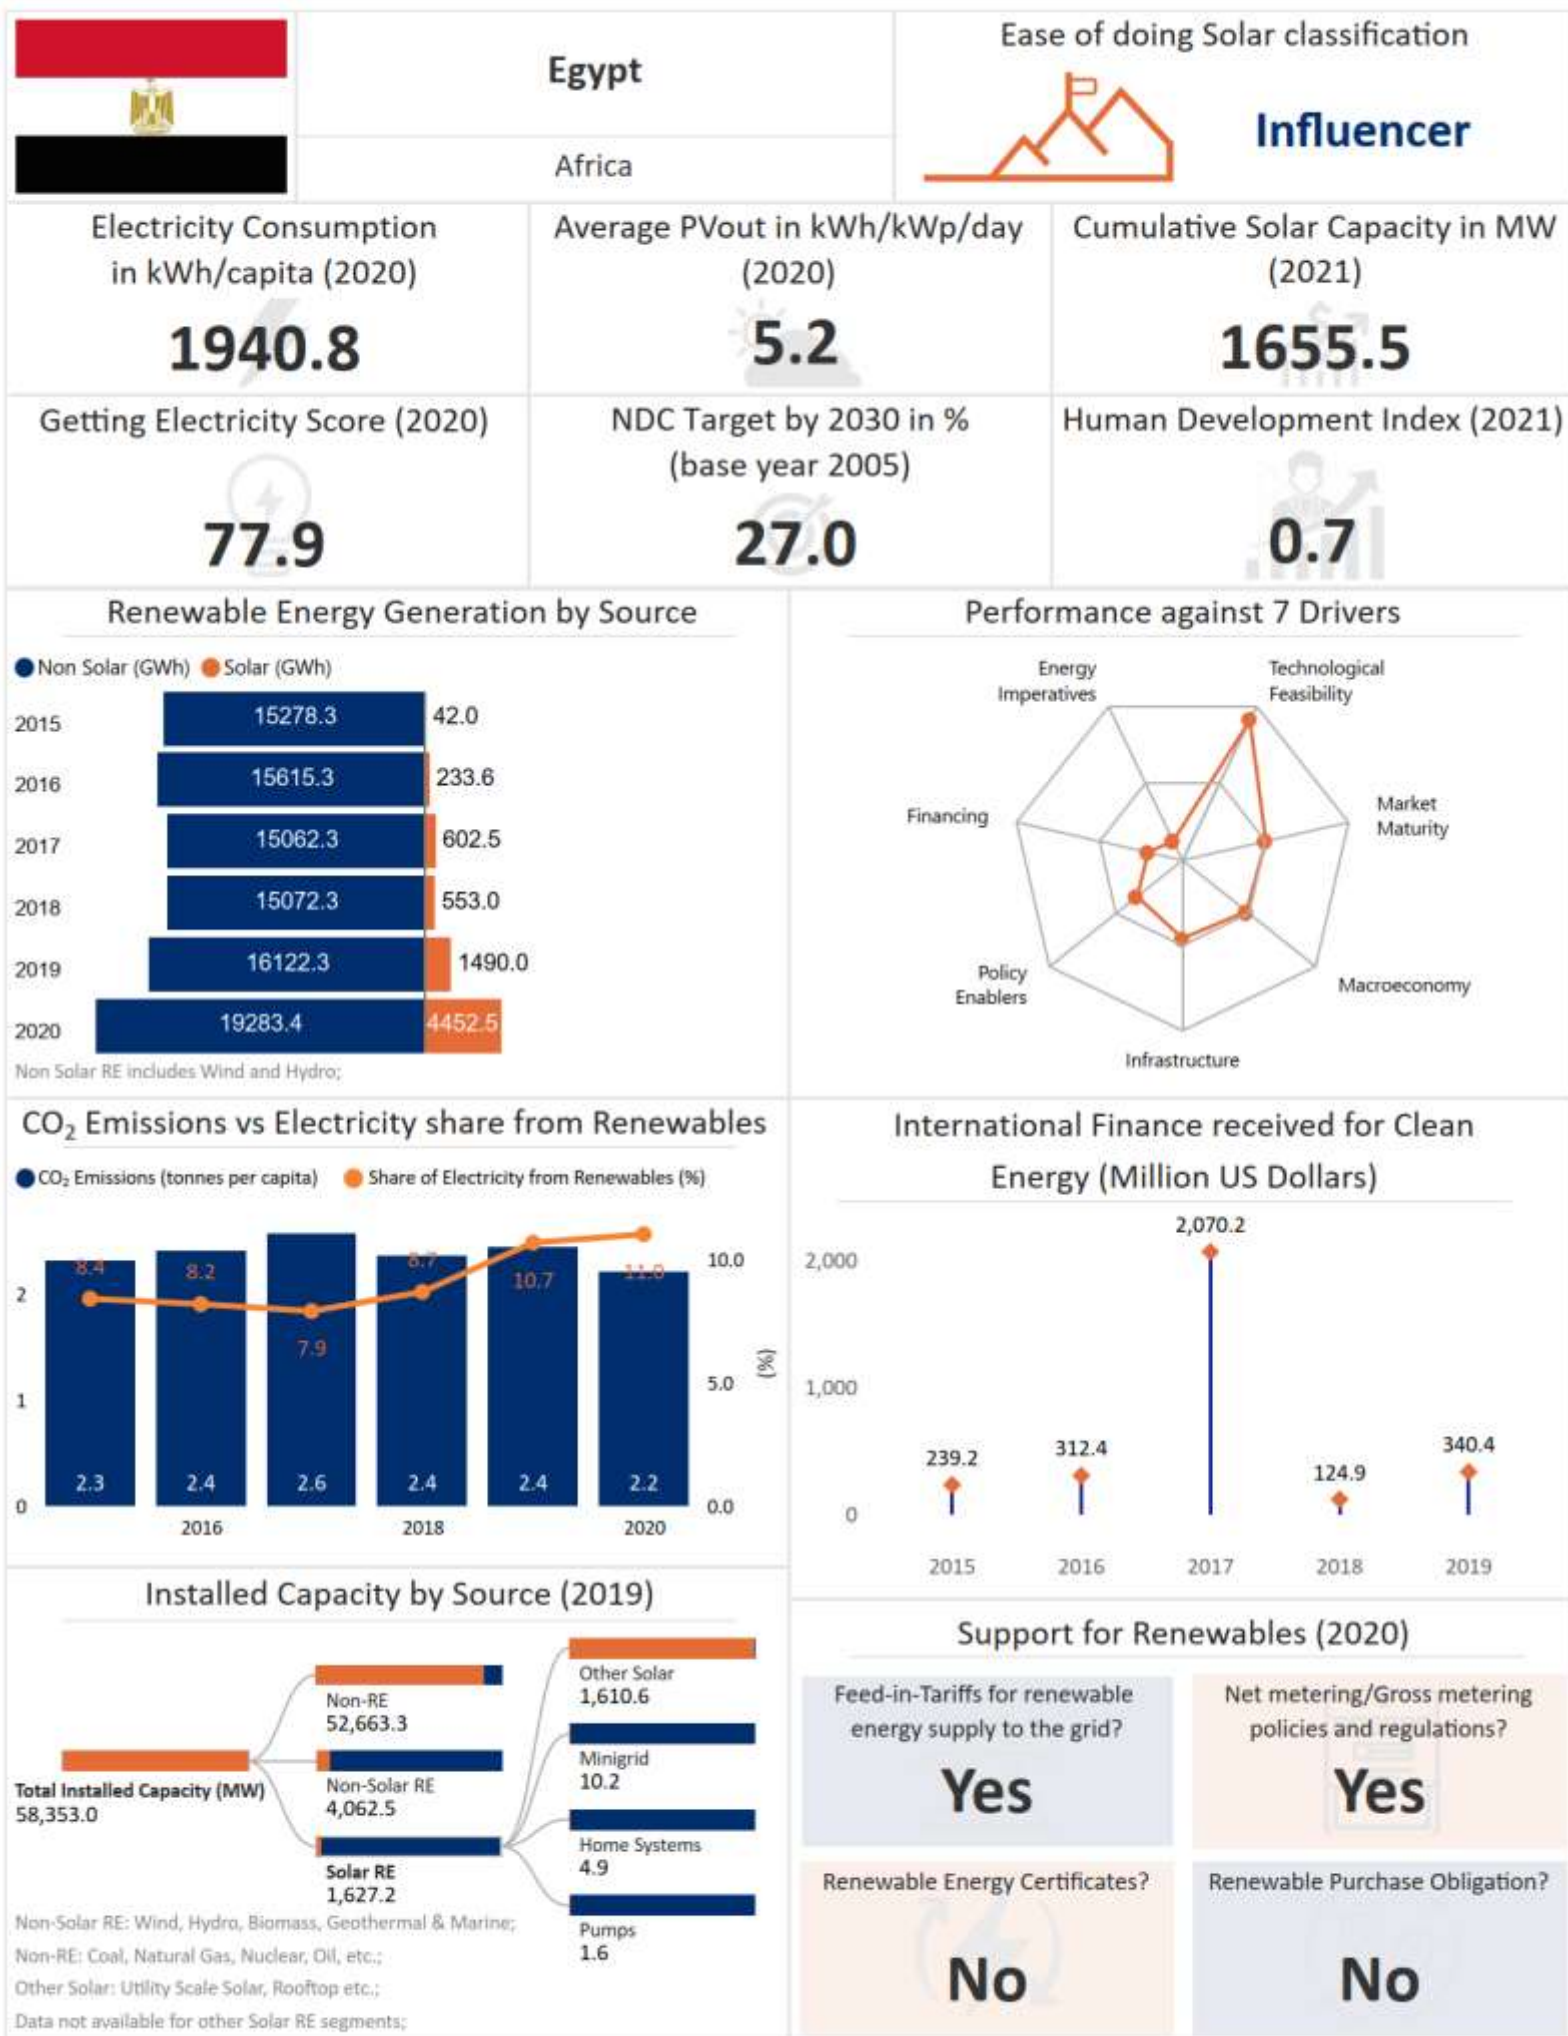 Egypt
Africa
Ease of doing Solar classification
Influencer
Electricity Consumption
in kWh/capita (2020)
1940.8
Average PVout in kWh/kWp/day
(2020)
5.2
Cumulative Solar Capacity in MW
(2021)
1655.5
Getting Electricity Score (2020)
77.9
NDC Target by 2030 in %
(base year 2005)
27.0
Human Development Index (2021)
0.7
Renewable Energy Generation by Source
Non Solar (GWh) Solar (GWh)
2015 15278.3 42.0
2016 15615.3 233.6
2017 15062.3 602.5
2018 15072.3 553.0
2019 16122.3 1490.0
2020 19283.4 4452.5
Non Solar RE includes Wind and Hydro;
Performance against 7 Drivers
Energy
Imperatives
Technological
Feasibility
Financing
Market
Maturity
Policy
Enablers
Macroeconomy
Infrastructure
CO₂ Emissions vs Electricity share from Renewables
CO₂ Emissions (tonnes per capita) Share of Electricity from Renewables (%)
8.4 8.2 7.9 8.7 10.7 11.0
2
1
0
10.0
5.0
0.0
(%)
2.3 2.4 2.6 2.4 2.4 2.2
2016 2018 2020
International Finance received for Clean
Energy (Million US Dollars)
2,000
1,000
0
239.2 312.4 2,070.2 124.9 340.4
2015 2016 2017 2018 2019
Installed Capacity by Source (2019)
Total Installed Capacity (MW)
58,353.0
Non-RE
52,663.3
Non-Solar RE
4,062.5
Solar RE
1,627.2
Other Solar
1,610.6
Minigrid
10.2
Home Systems
4.9
Pumps
1.6
Non-Solar RE: Wind, Hydro, Biomass, Geothermal & Marine;
Non-RE: Coal, Natural Gas, Nuclear, Oil, etc.;
Other Solar: Utility Scale Solar, Rooftop etc.;
Data not available for other Solar RE segments;
Support for Renewables (2020)
Feed-in-Tariffs for renewable
energy supply to the grid?
Yes
Net metering/Gross metering
policies and regulations?
Yes
Renewable Energy Certificates?
No
Renewable Purchase Obligation?
No